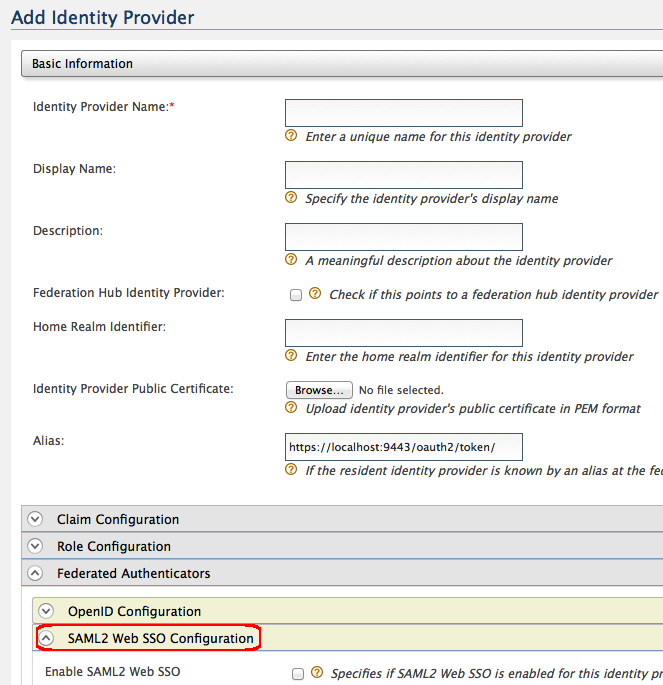 Add Identity Provider
Basic Information
Identity Provider Name:*
? Enter a unique name for this identity provider
Display Name:
? Specify the identity provider's display name
Description:
? A meaningful description about the identity provider
Federation Hub Identity Provider:
? Check if this points to a federation hub identity provider
Home Realm Identifier:
? Enter the home realm identifier for this identity provider
Identity Provider Public Certificate:
Browse... No file selected.
? Upload identity provider's public certificate in PEM format
Alias:
https://localhost:9443/oauth2/token/
? If the resident identity provider is known by an alias at the fe
Claim Configuration
Role Configuration
Federated Authenticators
OpenID Configuration
SAML2 Web SSO Configuration
Enable SAML2 Web SSO
? Specifies if SAML2 Web SSO is enabled for this identity pr